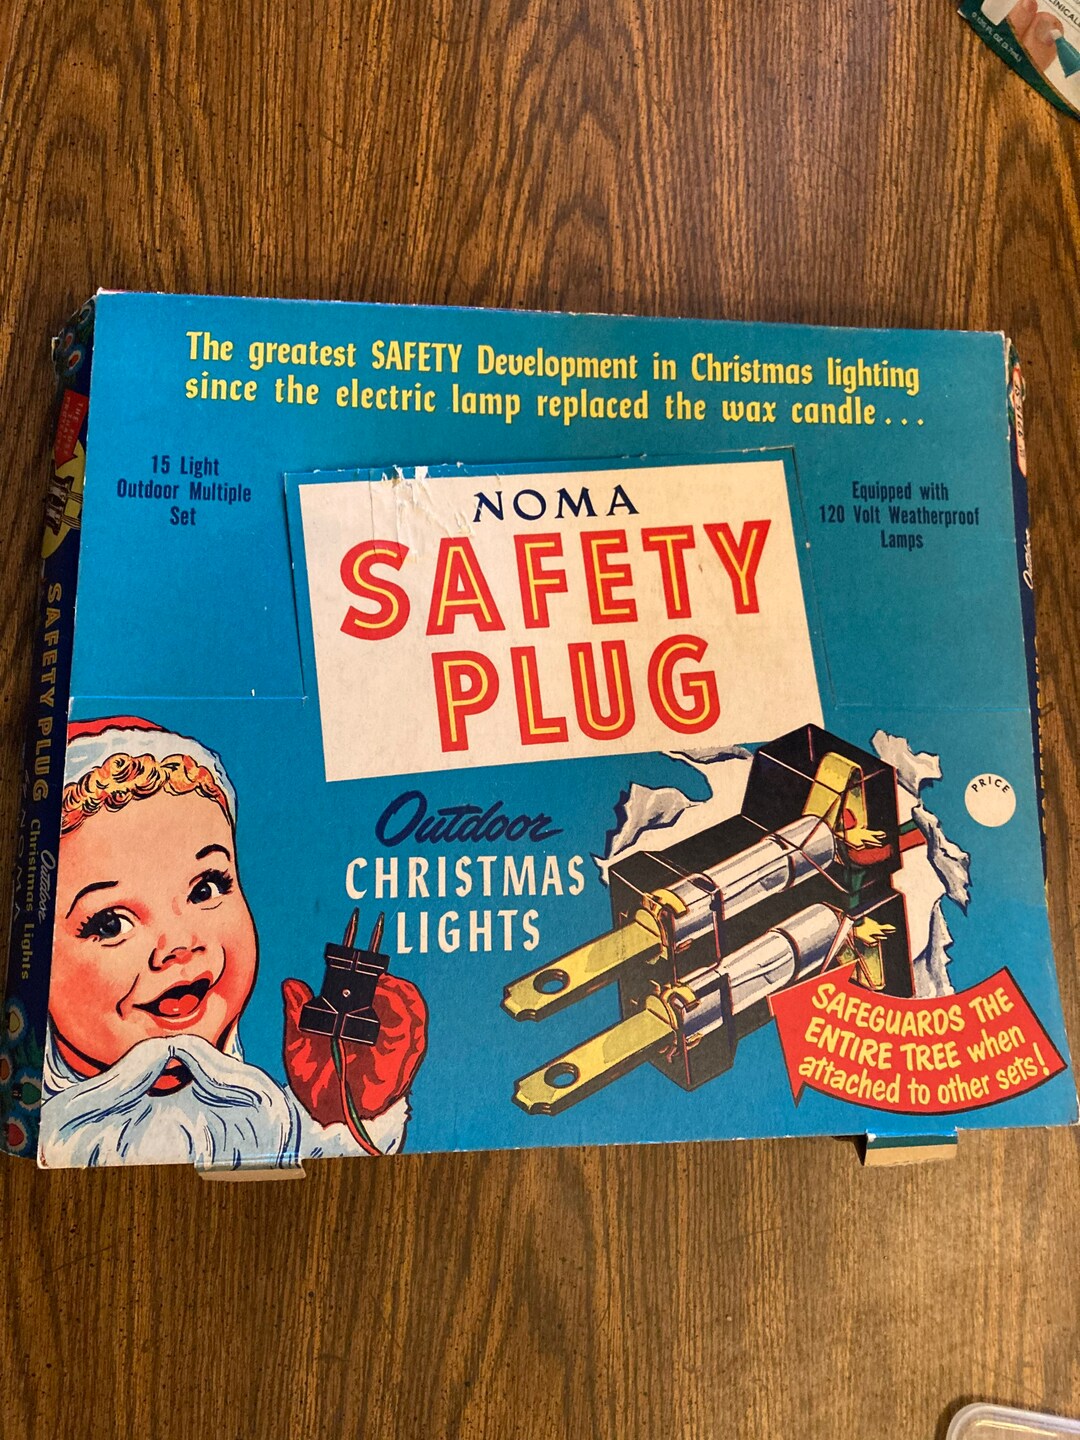 The greatest SAFETY Development in Christmas lighting
since the electric lamp replaced the wax candle...
15 Light
Outdoor Multiple
Set
Equipped with
120 Volt Weatherproof
Lamps
NOMA
SAFETY
PLUG
Outdoor
CHRISTMAS
LIGHTS
PRICE
SAFEGUARDS THE
ENTIRE TREE when
attached to other sets!
SAFETY PLUG
Outdoor
Christmas Lights
NOMA